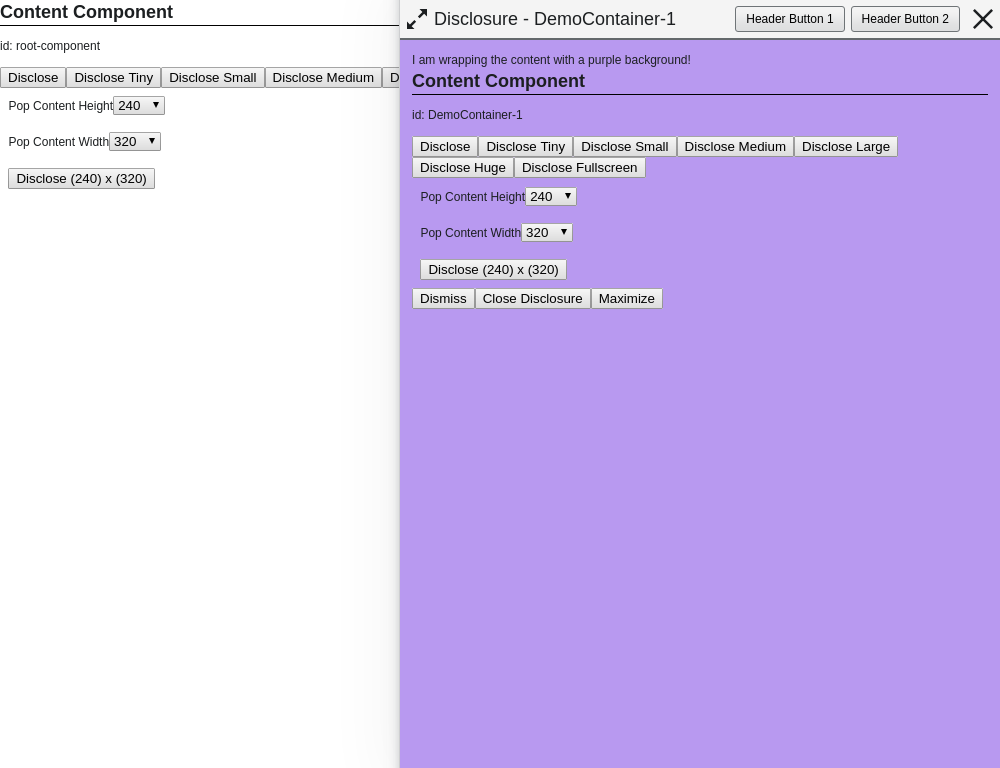 Content Component
id: root-component
Disclose Disclose Tiny Disclose Small Disclose Medium D
Pop Content Height 240
Pop Content Width 320
Disclose (240) x (320)
Disclosure - DemoContainer-1 Header Button 1 Header Button 2
I am wrapping the content with a purple background!
Content Component
id: DemoContainer-1
Disclose Disclose Tiny Disclose Small Disclose Medium Disclose Large
Disclose Huge Disclose Fullscreen
Pop Content Height 240
Pop Content Width 320
Disclose (240) x (320)
Dismiss Close Disclosure Maximize